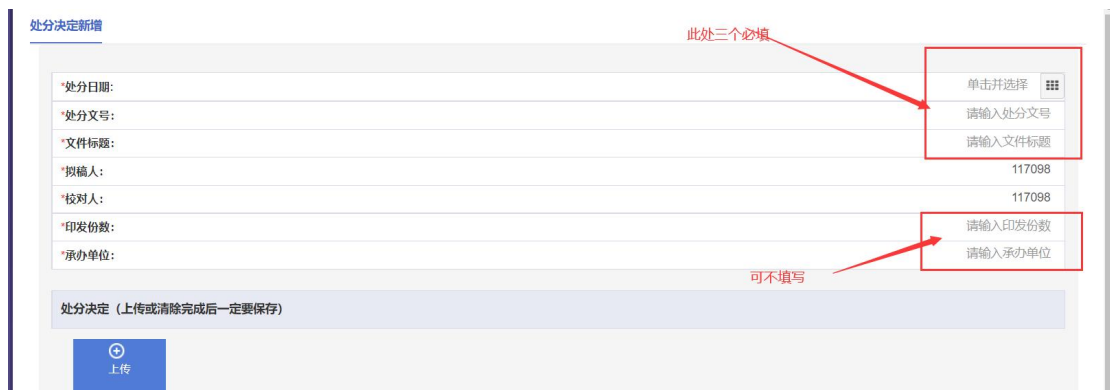 处分决定新增
此处三个必填
*处分日期: 单击并选择
*处分文号: 请输入处分文号
*文件标题: 请输入文件标题
*拟稿人: 117098
*校对人: 117098
*印发份数: 请输入印发份数
*承办单位: 请输入承办单位
可不填写
处分决定（上传或清除完成后一定要保存）
上传